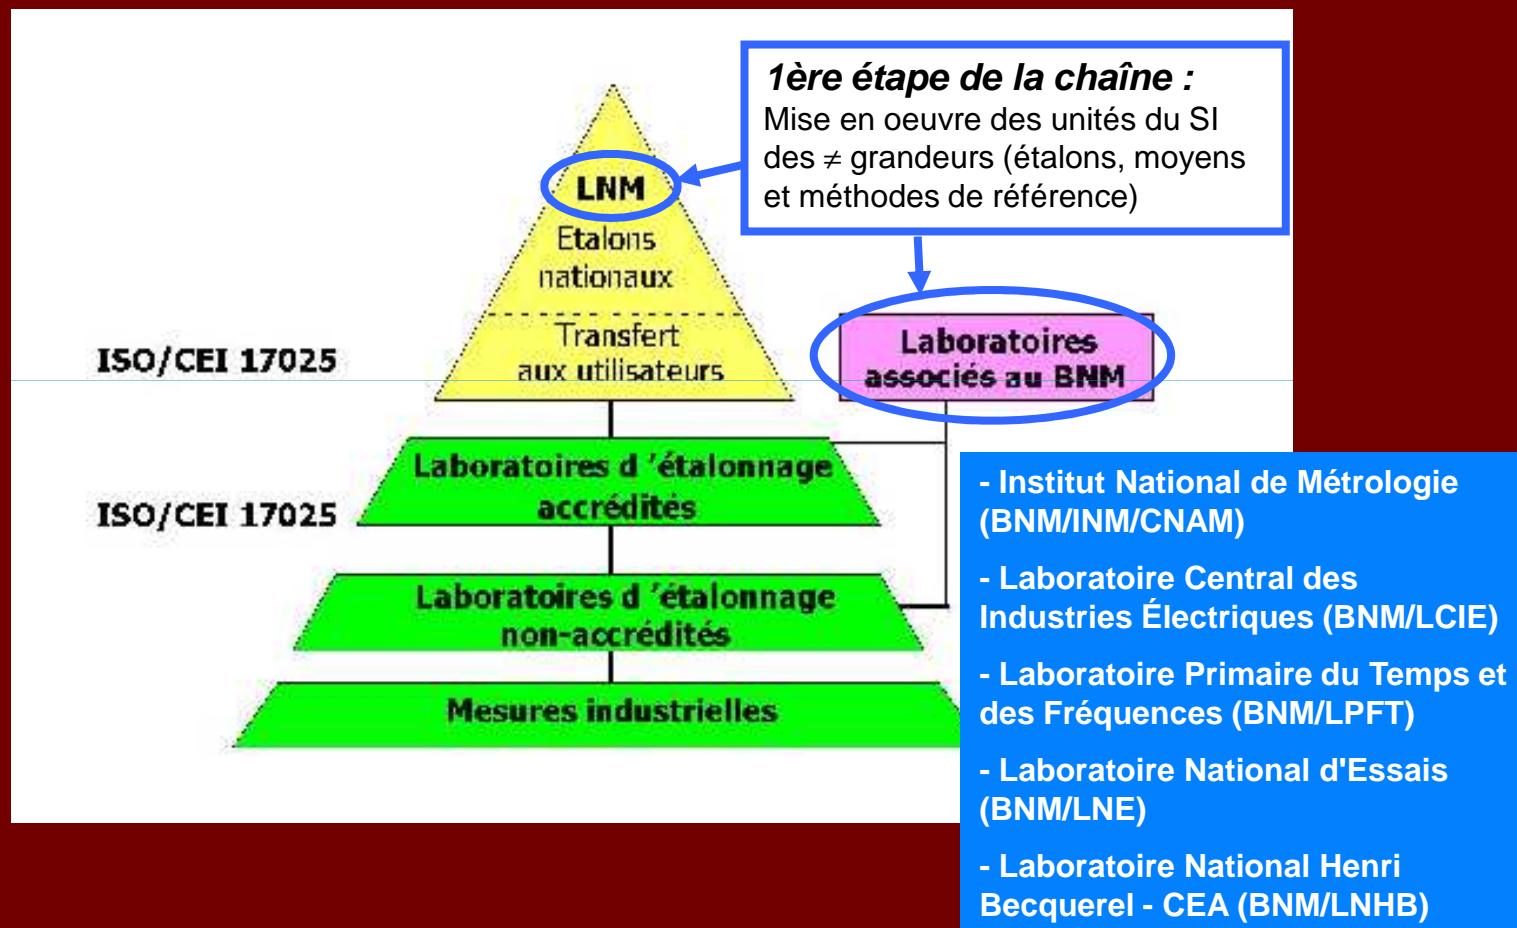 1ère étape de la chaîne :
Mise en oeuvre des unités du SI
des ≠ grandeurs (étalons, moyens
et méthodes de référence)
LNM
Etalons
nationaux
Transfert
aux utilisateurs
ISO/CEI 17025
Laboratoires
associés au BNM
Laboratoires d ’étalonnage
accrédités
ISO/CEI 17025
Laboratoires d ’étalonnage
non-accrédités
Mesures industrielles
- Institut National de Métrologie
(BNM/INM/CNAM)
- Laboratoire Central des
Industries Électriques (BNM/LCIE)
- Laboratoire Primaire du Temps et
des Fréquences (BNM/LPFT)
- Laboratoire National d'Essais
(BNM/LNE)
- Laboratoire National Henri
Becquerel - CEA (BNM/LNHB)